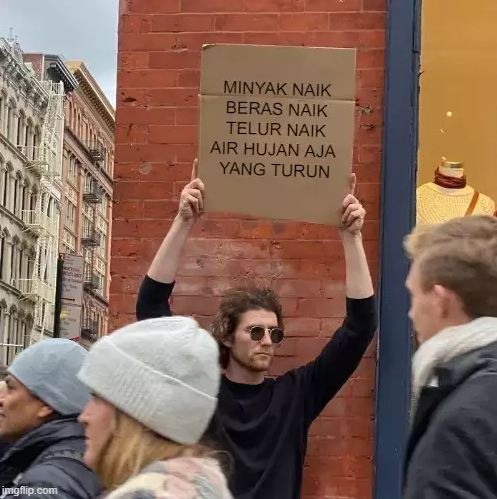 MINYAK NAIK
BERAS NAIK
TELUR NAIK
AIR HUJAN AJA
YANG TURUN
imgflip.com